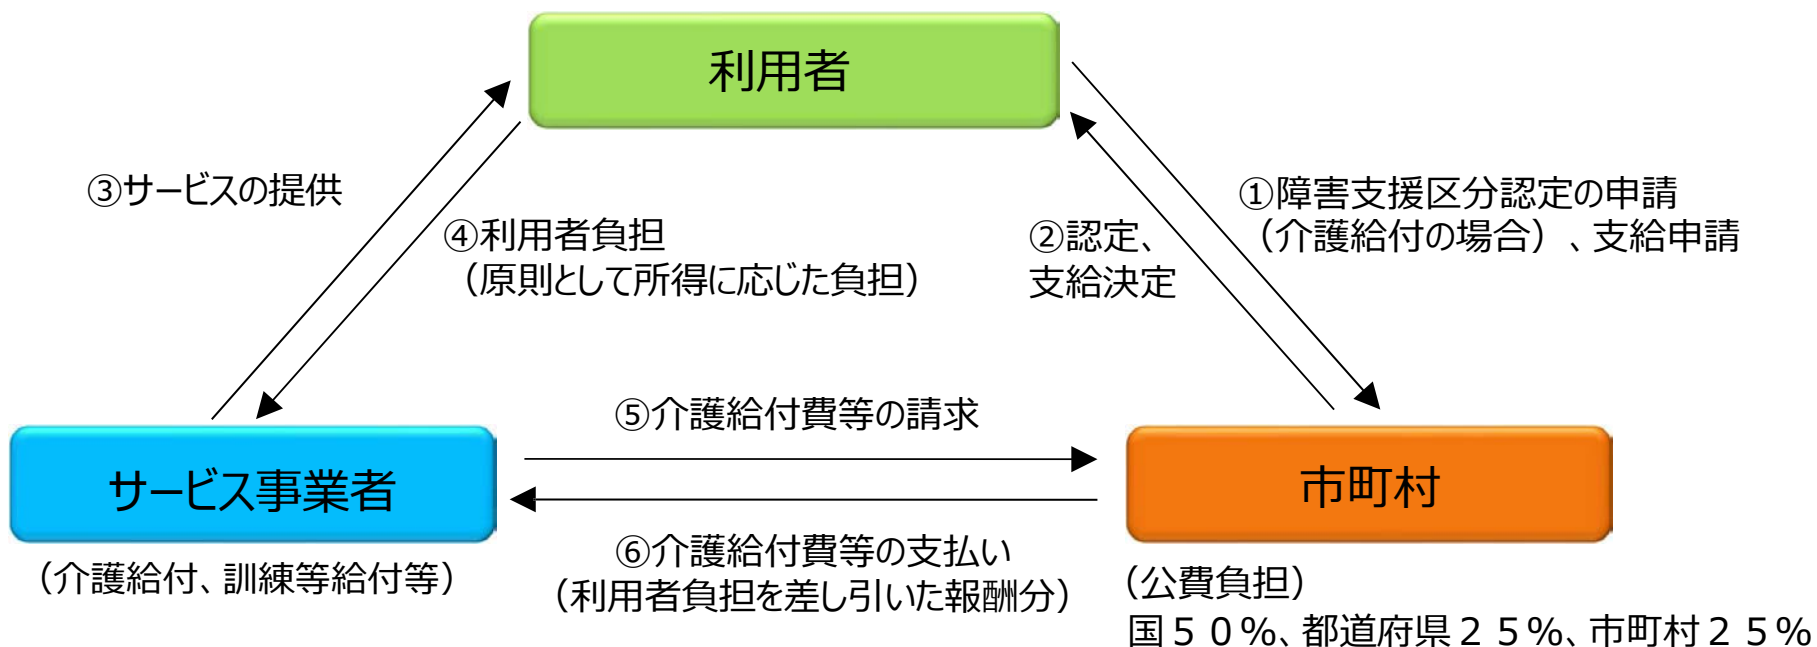 利用者
③サービスの提供
④利用者負担
（原則として所得に応じた負担）
②認定、
支給決定
①障害支援区分認定の申請
（介護給付の場合）、支給申請
⑤介護給付費等の請求
サービス事業者
市町村
⑥介護給付費等の支払い
（利用者負担を差し引いた報酬分）
（介護給付、訓練等給付等）
（公費負担）
国５０％、都道府県２５％、市町村２５％